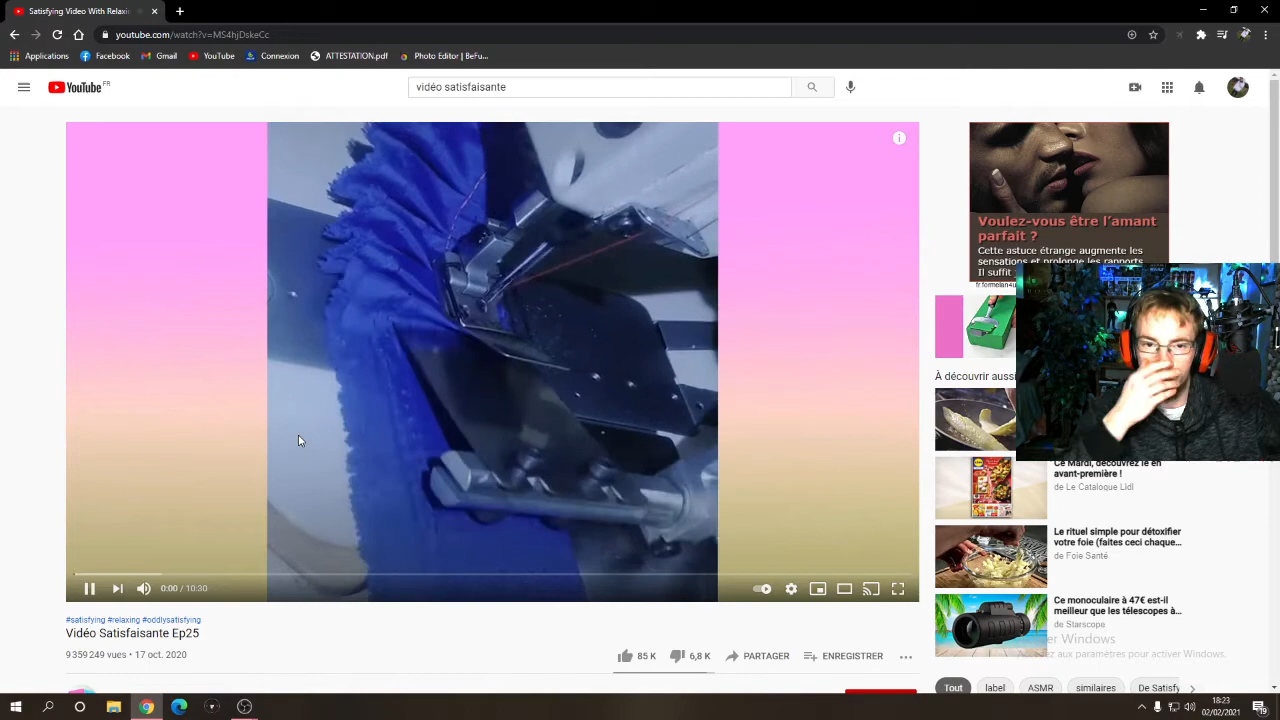 Satisfying Video With Relaxi
youtube.com/watch?v=MS4hjDskeCc
Applications
Facebook
Gmail
YouTube
Connexion
ATTESTATION.pdf
Photo Editor | BeFu...
YouTube FR
vidéo satisfaisante
Voulez-vous être l'amant
parfait ?
Cette astuce étrange augmente les
sensations et prolonge les rapports.
Il suffit
fr.formelan4u
À découvrir aussi
Ce Mardi, découvrez le en
avant-première !
de Le Catalogue Lidl
Le rituel simple pour détoxifier
votre foie (faites ceci chaque...
de Foie Santé
Ce monoculaire à 47€ est-il
meilleur que les télescopes à...
de Starscope
er Windows
ez aux paramètres pour activer Windows.
0:00 / 10:30
#satisfying #relaxing #oddlysatisfying
Vidéo Satisfaisante Ep25
9 359 249 vues • 17 oct. 2020
85 K
6,8 K
PARTAGER
ENREGISTRER
Tout
label
ASMR
similaires
De Satisfy
18:23
02/02/2021